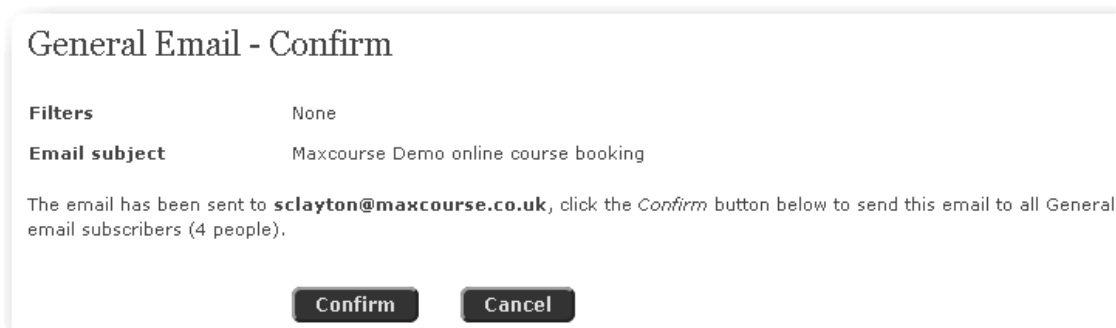 General Email - Confirm
Filters None
Email subject Maxcourse Demo online course booking
The email has been sent to sclayton@maxcourse.co.uk, click the Confirm button below to send this email to all General
email subscribers (4 people).
Confirm Cancel